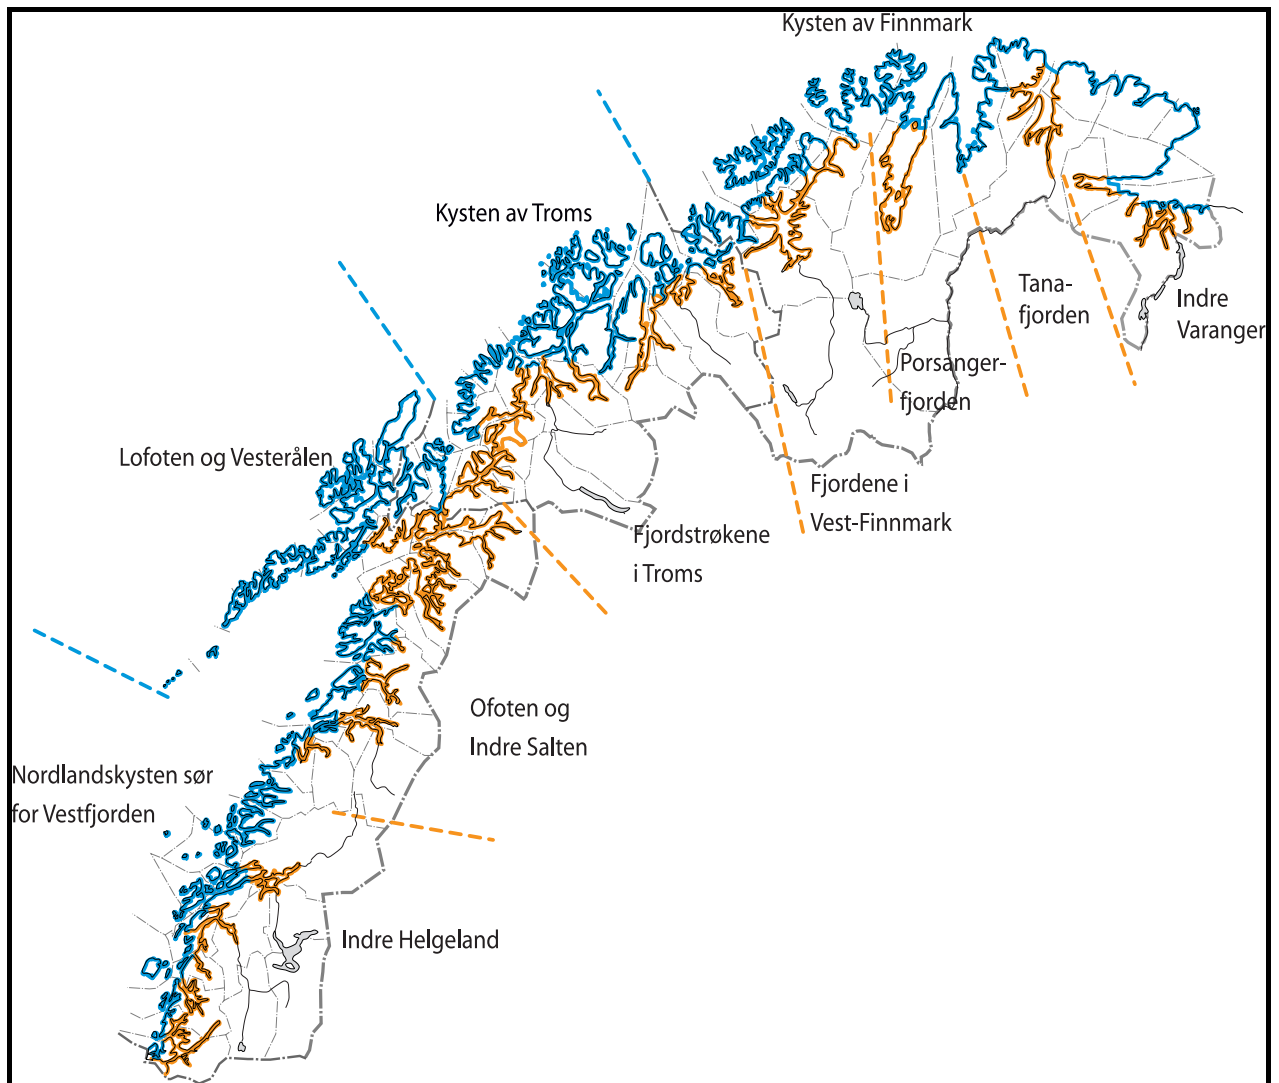 Kysten av Finnmark
Kysten av Troms
Tana-
fjorden
Indre
Varanger
Porsanger-
fjorden
Lofoten og Vesterålen
Fjordene i
Vest-Finnmark
Fjordstrøkene
i Troms
Ofoten og
Indre Salten
Nordlandskysten sør
for Vestfjorden
Indre Helgeland